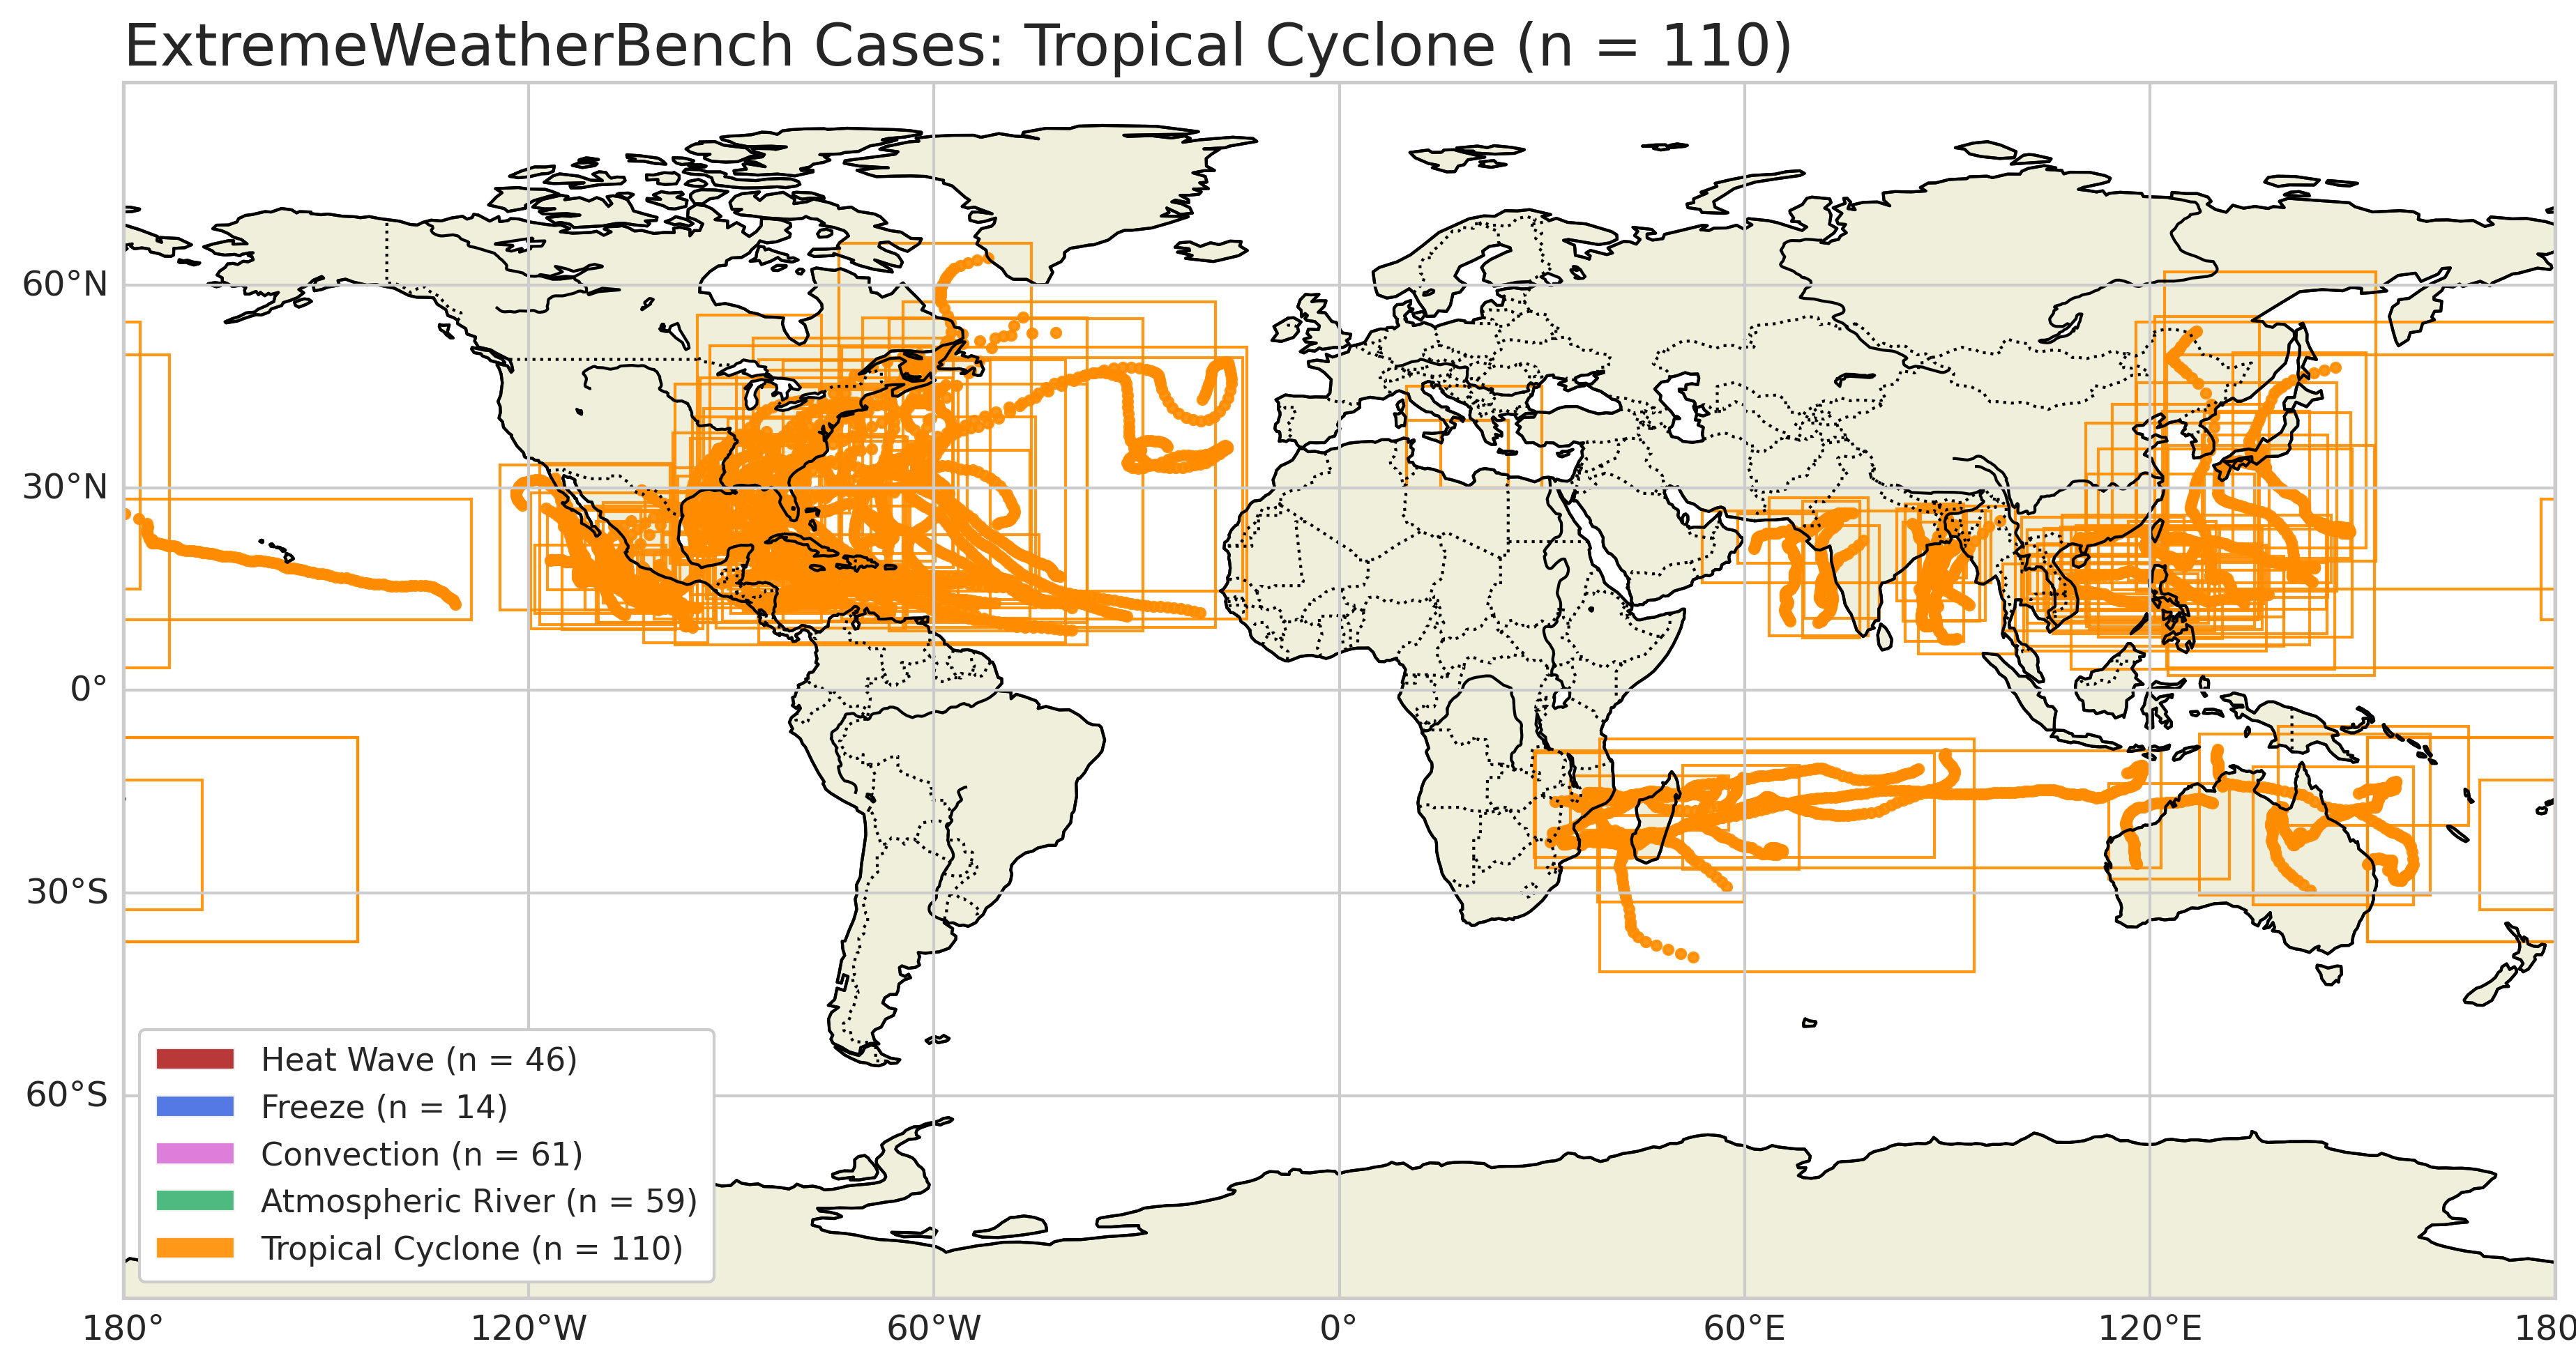 ExtremeWeatherBench Cases: Tropical Cyclone (n = 110)
60°N
30°N
0°
30°S
60°S
Heat Wave (n = 46)
Freeze (n = 14)
Convection (n = 61)
Atmospheric River (n = 59)
Tropical Cyclone (n = 110)
180°
120°W
60°W
0°
60°E
120°E
180